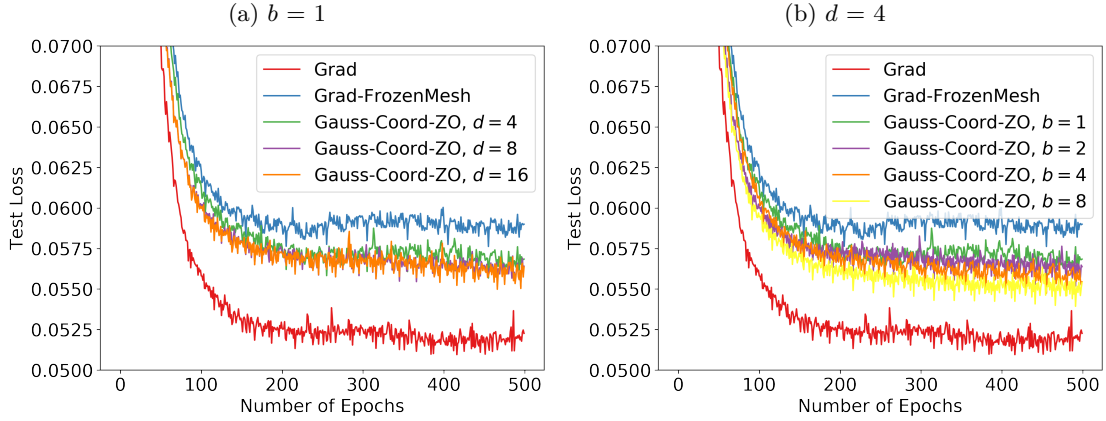 (a) b = 1
0.0700
0.0675
0.0650
0.0625
0.0600
0.0575
0.0550
0.0525
0.0500
Test Loss
Grad
Grad-FrozenMesh
Gauss-Coord-ZO, d = 4
Gauss-Coord-ZO, d = 8
Gauss-Coord-ZO, d = 16
0 100 200 300 400 500
Number of Epochs
(b) d = 4
0.0700
0.0675
0.0650
0.0625
0.0600
0.0575
0.0550
0.0525
0.0500
Test Loss
Grad
Grad-FrozenMesh
Gauss-Coord-ZO, b = 1
Gauss-Coord-ZO, b = 2
Gauss-Coord-ZO, b = 4
Gauss-Coord-ZO, b = 8
0 100 200 300 400 500
Number of Epochs